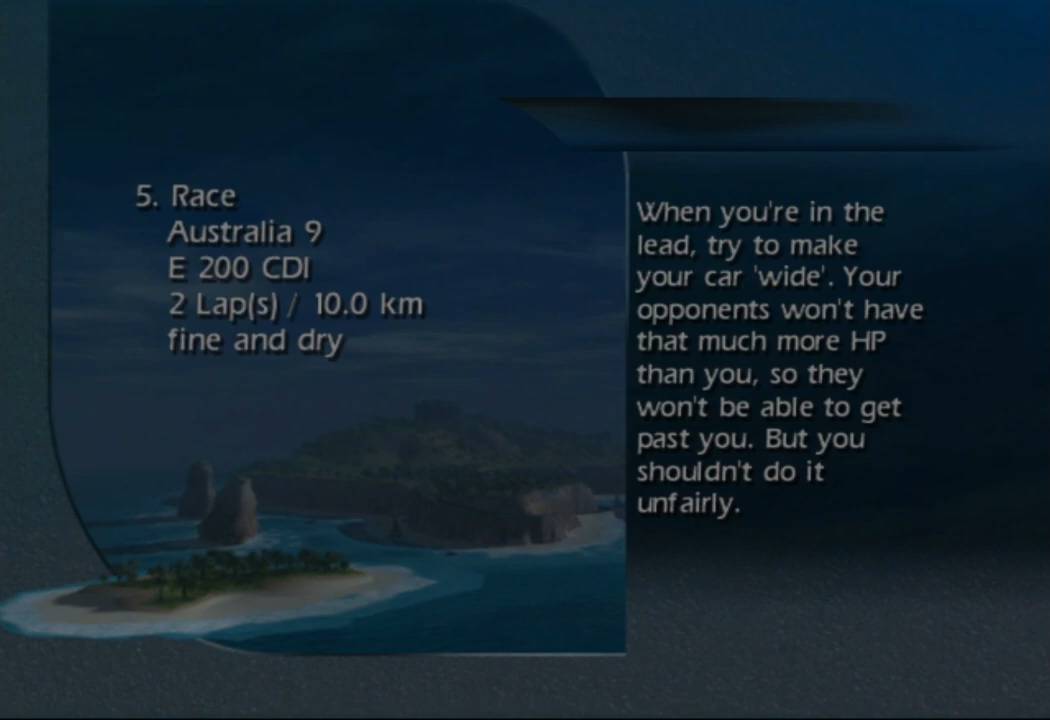 5. Race
Australia 9
E 200 CDI
2 Lap(s) / 10.0 km
fine and dry
When you're in the
lead, try to make
your car 'wide'. Your
opponents won't have
that much more HP
than you, so they
won't be able to get
past you. But you
shouldn't do it
unfairly.